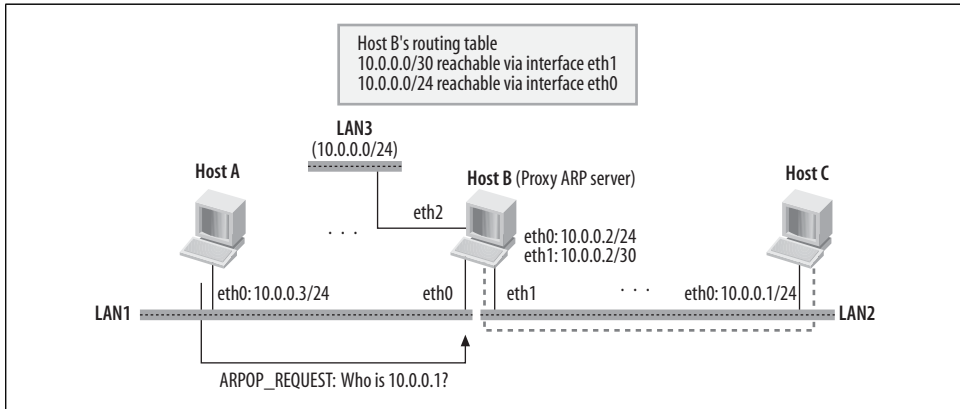 Host B's routing table
10.0.0.0/30 reachable via interface eth1
10.0.0.0/24 reachable via interface eth0
LAN3
(10.0.0.0/24)
Host A
Host B (Proxy ARP server)
Host C
eth2
. . .
eth0: 10.0.0.2/24
eth1: 10.0.0.2/30
eth0: 10.0.0.3/24
eth0
eth1
. . .
eth0: 10.0.0.1/24
LAN1
LAN2
ARPOP_REQUEST: Who is 10.0.0.1?